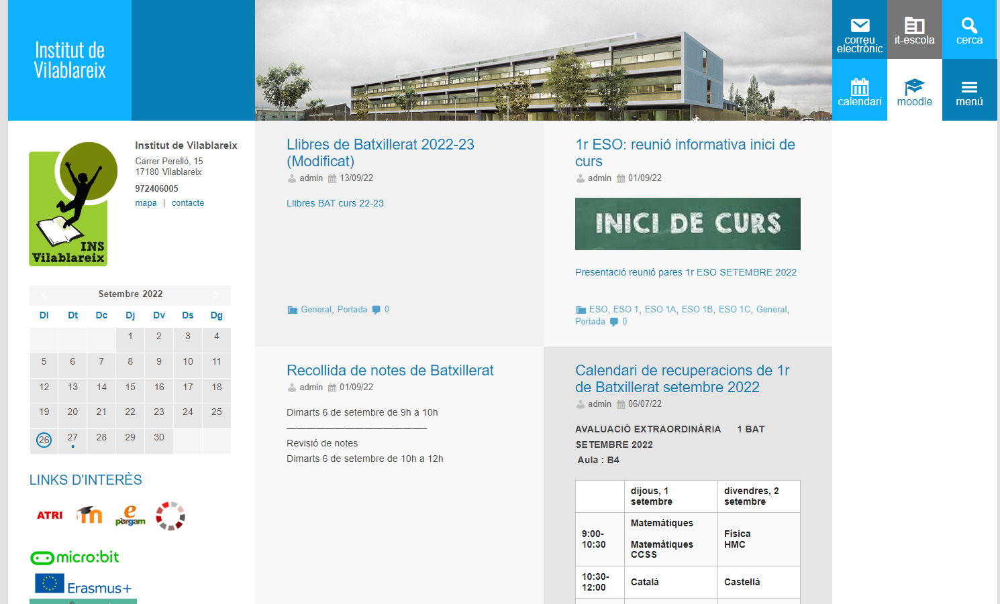 Institut de
Vilablareix
correu
electrònic
it-escola
cerca
calendari
moodle
menú
INS
Vilablareix
Institut de Vilablareix
Carrer Perelló, 15
17180 Vilablareix
972406005
mapa | contacte
Setembre 2022
Dl Dt Dc Dj Dv Ds Dg
1 2 3 4
5 6 7 8 9 10 11
12 13 14 15 16 17 18
19 20 21 22 23 24 25
26 27 28 29 30
LINKS D'INTERÈS
ATRI
m
e
pèrgam
micro:bit
Erasmus+
Llibres de Batxillerat 2022-23
(Modificat)
admin 13/09/22
Llibres BAT curs 22-23
General, Portada 0
1r ESO: reunió informativa inici de
curs
admin 01/09/22
INICI DE CURS
Presentació reunió pares 1r ESO SETEMBRE 2022
ESO, ESO 1, ESO 1A, ESO 1B, ESO 1C, General,
Portada 0
Recollida de notes de Batxillerat
admin 01/09/22
Dimarts 6 de setembre de 9h a 10h
——————————————–
Revisió de notes
Dimarts 6 de setembre de 10h a 12h
Calendari de recuperacions de 1r
de Batxillerat setembre 2022
admin 06/07/22
AVALUACIÓ EXTRAORDINÀRIA 1 BAT
SETEMBRE 2022
Aula : B4
dijous, 1
setembre
divendres, 2
setembre
9:00-
10:30
Matemàtiques
Matemàtiques
CCSS
Física
HMC
10:30-
12:00
Català
Castellà